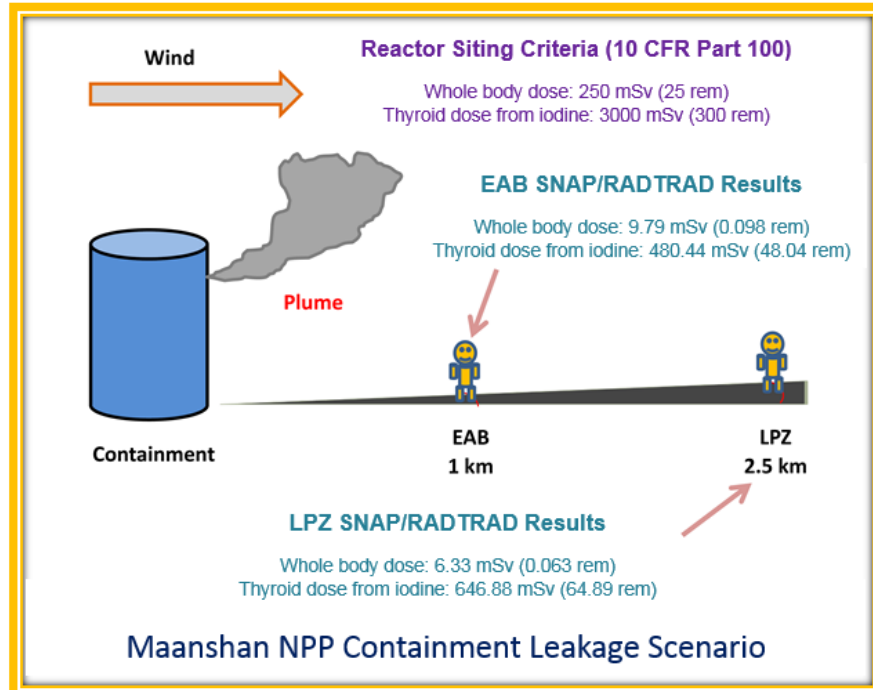 Reactor Siting Criteria (10 CFR Part 100)
Wind
Whole body dose: 250 mSv (25 rem)
Thyroid dose from iodine: 3000 mSv (300 rem)
EAB SNAP/RADTRAD Results
Whole body dose: 9.79 mSv (0.098 rem)
Thyroid dose from iodine: 480.44 mSv (48.04 rem)
Plume
Containment
EAB
1 km
LPZ
2.5 km
LPZ SNAP/RADTRAD Results
Whole body dose: 6.33 mSv (0.063 rem)
Thyroid dose from iodine: 646.88 mSv (64.89 rem)
Maanshan NPP Containment Leakage Scenario